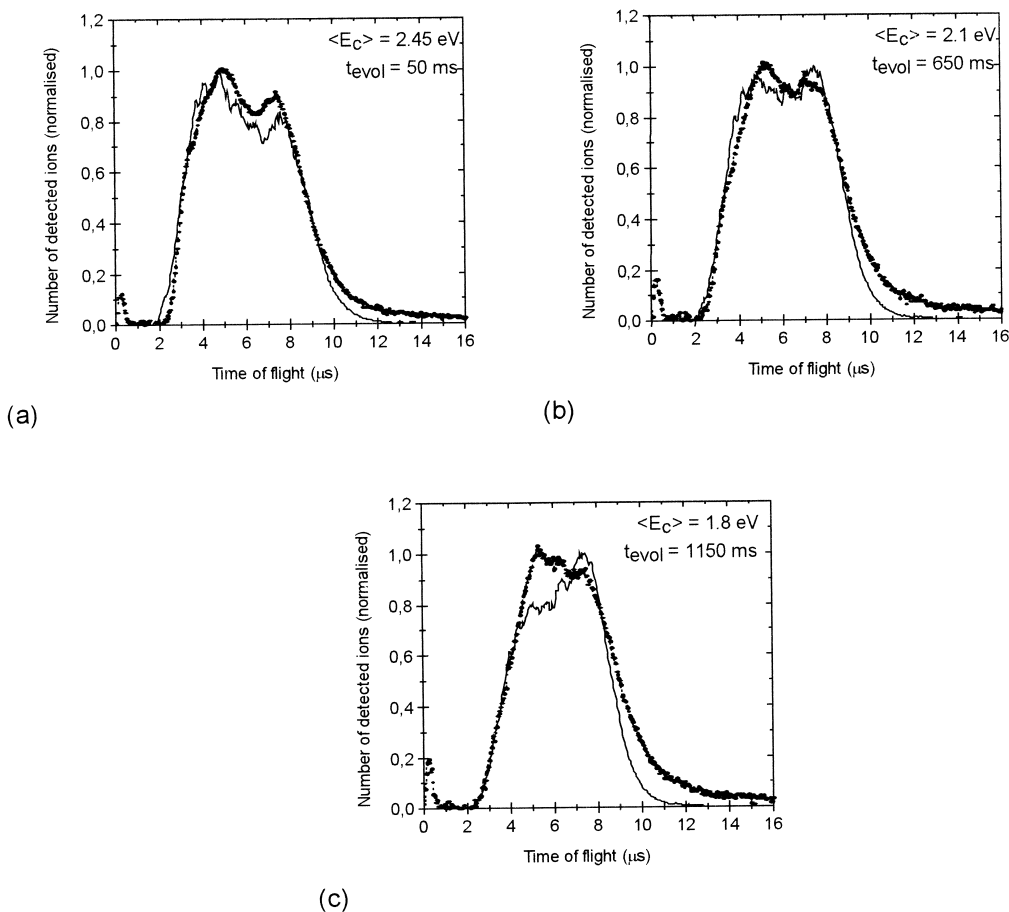 1,2
1,0
0,8
0,6
0,4
0,2
0,0
Number of detected ions (normalised)
<Ec> = 2.45 eV
tevol = 50 ms
0 2 4 6 8 10 12 14 16
Time of flight (μs)
(a)
1,2
1,0
0,8
0,6
0,4
0,2
0,0
Number of detected ions (normalised)
<Ec> = 2.1 eV
tevol = 650 ms
0 2 4 6 8 10 12 14 16
Time of flight (μs)
(b)
1,2
1,0
0,8
0,6
0,4
0,2
0,0
Number of detected ions (normalised)
<Ec> = 1.8 eV
tevol = 1150 ms
0 2 4 6 8 10 12 14 16
Time of flight (μs)
(c)